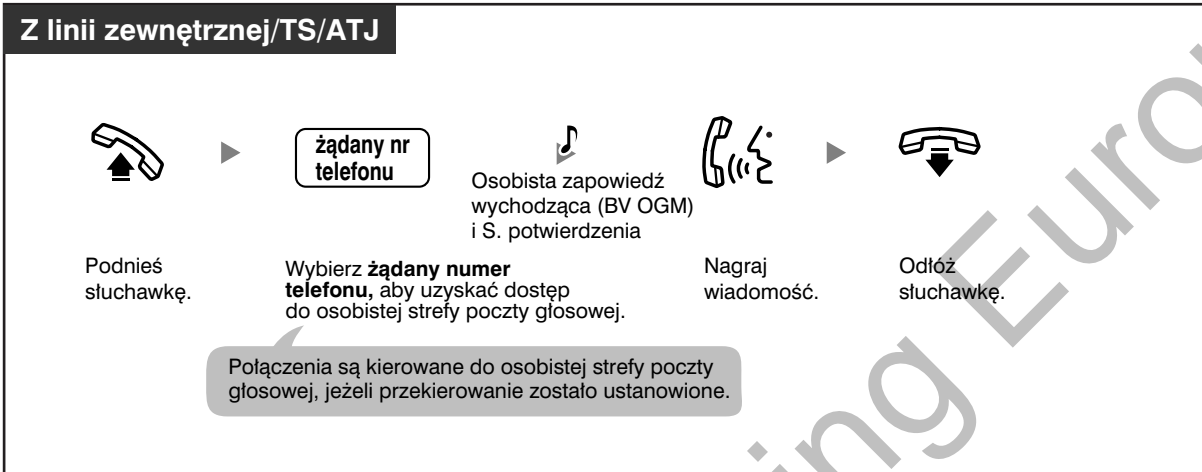 Z linii zewnętrznej/TS/ATJ
żądany nr
telefonu
Osobista zapowiedź
wychodząca (BV OGM)
i S. potwierdzenia
Podnieś
słuchawkę.
Wybierz żądany numer
telefonu, aby uzyskać dostęp
do osobistej strefy poczty głosowej.
Nagraj
wiadomość.
Odłóż
słuchawkę.
Połączenia są kierowane do osobistej strefy poczty
głosowej, jeżeli przekierowanie zostało ustanowione.